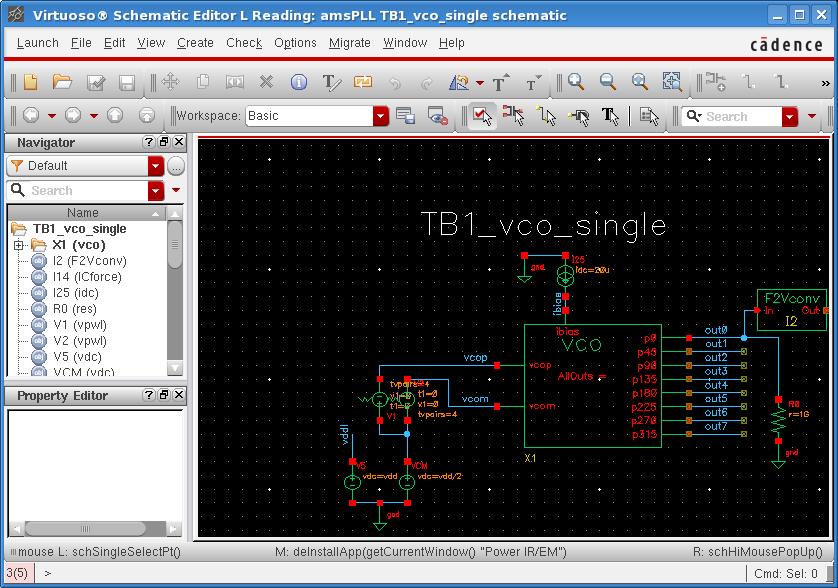 Virtuoso® Schematic Editor L Reading: amsPLL TB1_vco_single schematic
Launch File Edit View Create Check Options Migrate Window Help
cādence
Workspace: Basic
Search
Navigator
Default
Search
Name
TB1_vco_single
X1 (vco)
I2 (F2Vconv)
I14 (ICforce)
I25 (idc)
R0 (res)
V1 (vpwl)
V2 (vpwl)
V5 (vdc)
VCM (vdc)
Property Editor
TB1_vco_single
I25
gnd
idc=20u
ibias
F2Vconv
In Out
I2
ibias
VCO
AllOuts =
vcop
vcop
vcom
vcom
p0 out0
p45 out1
p90 out2
p135 out3
p180 out4
p225 out5
p270 out6
p315 out7
X1
R0
r=1G
gnd
tvpairs=4
v1=0
t1=0
t1=0
v1=0
tvpairs=4
V1
vddl
V5
vdc=vdd
VCM
vdc=vdd/2
gnd
mouse L: schSingleSelectPt() M: deInstallApp(getCurrentWindow() "Power IR/EM") R: schHiMousePopUp()
3(5) > Cmd: Sel: 0